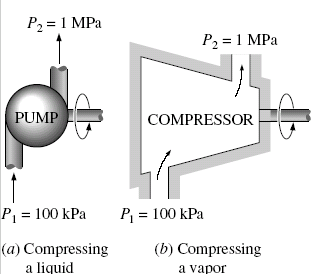 P2 = 1 MPa
PUMP
P1 = 100 kPa
(a) Compressing
a liquid
P2 = 1 MPa
COMPRESSOR
P1 = 100 kPa
(b) Compressing
a vapor